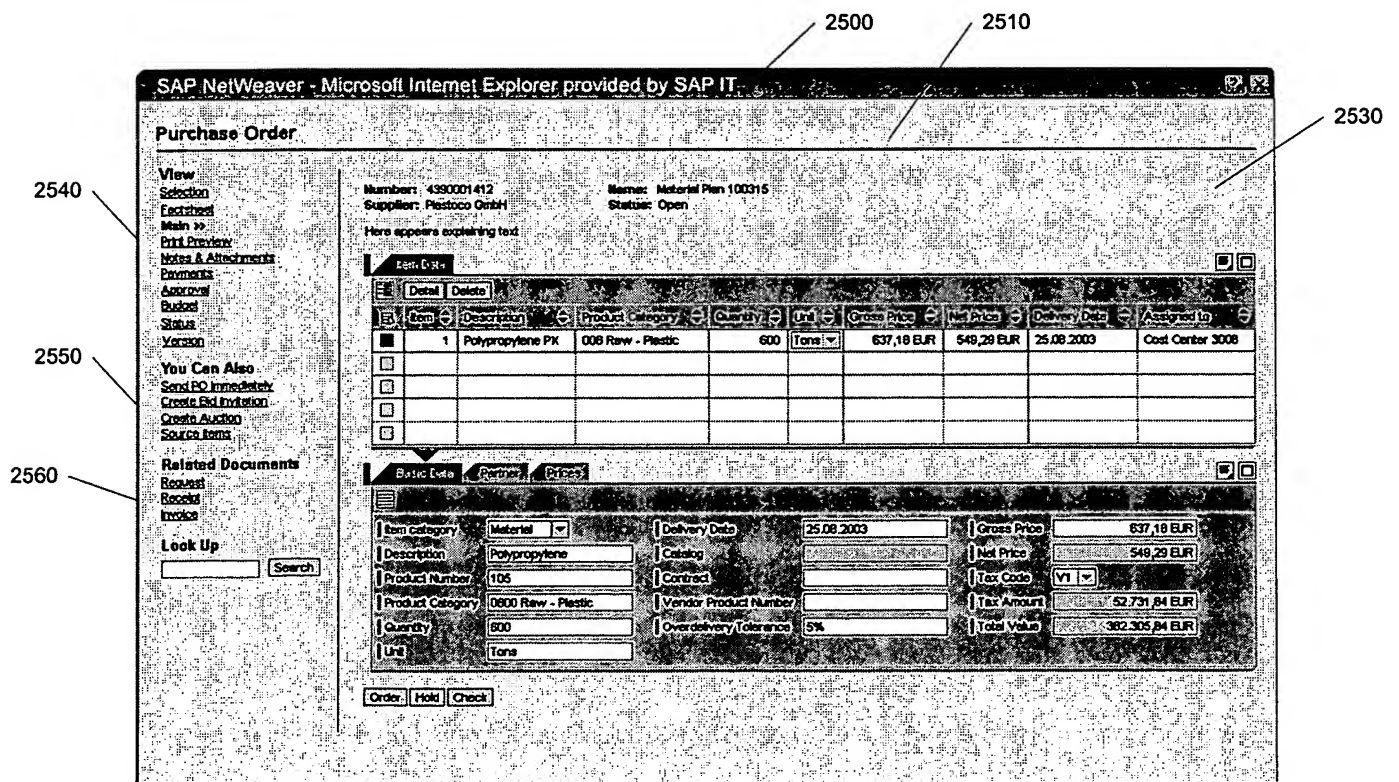 2500
2510
SAP NetWeaver - Microsoft Internet Explorer provided by SAP IT
2530
Purchase Order
2540
View
Selection
Factsheet
Main >>
Print Preview
Notes & Attachments
Payments
Approval
Budget
Status
Version
2550
You Can Also
Send PO Immediately
Create Bid Invitation
Create Auction
Source Items
2560
Related Documents
Request
Receipt
Invoice
Look Up
Search
Number: 4390001412 Name: Material Plan 100315
Supplier: Plastoco GmbH Status: Open
Here appears explaining text
Item Data
Detail Delete
Item Description Product Category Quantity Unit Gross Price Net Price Delivery Date Assigned to
1 Polypropylene PX 008 Raw - Plastic 600 Tons 637,18 EUR 549,29 EUR 25.08.2003 Cost Center 3008
Basic Data Partner Prices
Item category Material Delivery Date 25.08.2003 Gross Price 637,18 EUR
Description Polypropylene Catalog Net Price 549,29 EUR
Product Number 105 Contract Tax Code V1
Product Category 0800 Raw - Plastic Vendor Product Number Tax Amount 52.731,84 EUR
Quantity 600 Overdelivery Tolerance 5% Total Value 382.305,84 EUR
Unit Tons
Order Hold Check